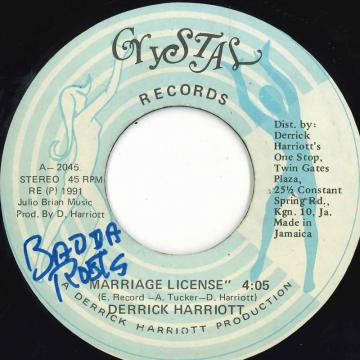 CRYSTAL
RECORDS
A-2045
STEREO 45 RPM
RE (P) 1991
Julio Brian Music
Prod. By D. Harriott
Dist. by:
Derrick
Harriott's
One Stop,
Twin Gates
Plaza,
25½ Constant
Spring Rd.,
Kgn. 10, Ja.
Made in
Jamaica
BADDA
ROOTS
"MARRIAGE LICENSE" 4:05
(E. Record -A. Tucker-D. Harriott)
DERRICK HARRIOTT
A DERRICK HARRIOTT PRODUCTION